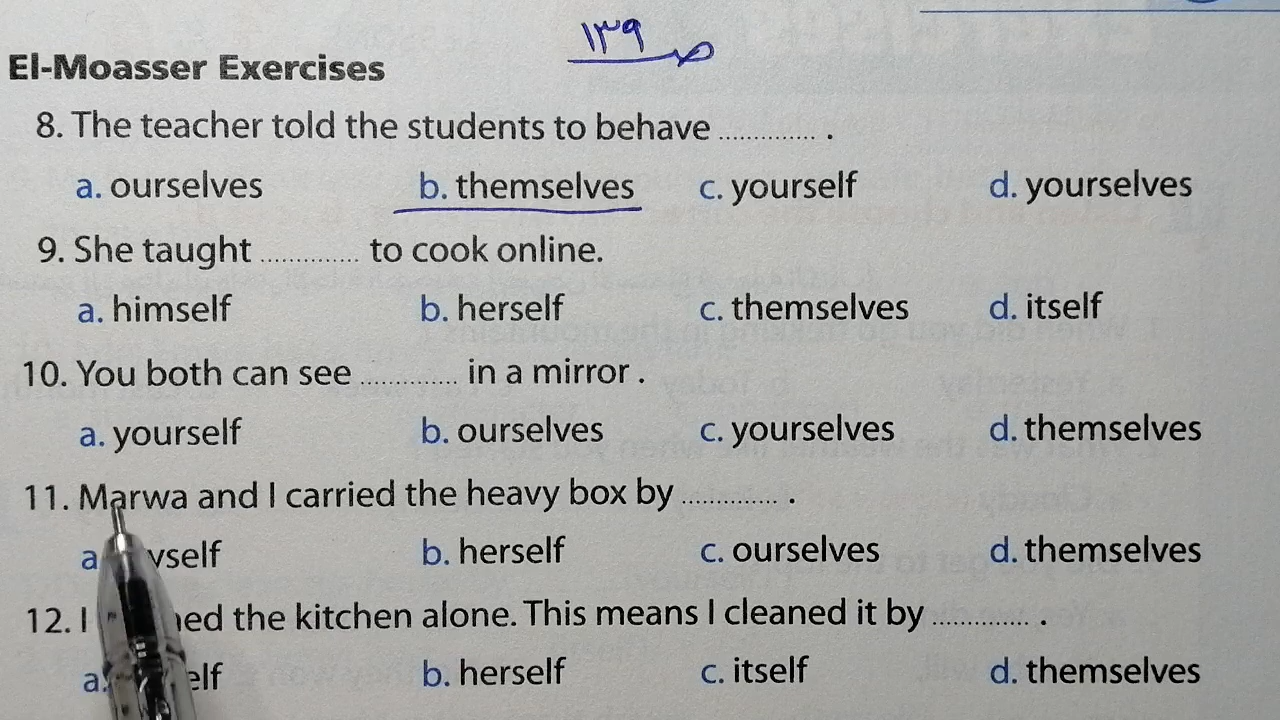 ص ١٣٩
El-Moasser Exercises
8. The teacher told the students to behave ............. .
a. ourselves b. themselves c. yourself d. yourselves
9. She taught ............. to cook online.
a. himself b. herself c. themselves d. itself
10. You both can see ............. in a mirror .
a. yourself b. ourselves c. yourselves d. themselves
11. Marwa and I carried the heavy box by ............. .
a yself b. herself c. ourselves d. themselves
12. I ned the kitchen alone. This means I cleaned it by ............. .
a. elf b. herself c. itself d. themselves